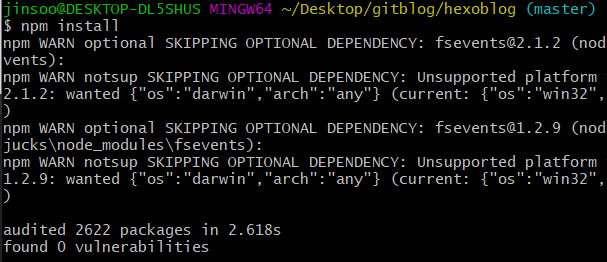 jinsoo@DESKTOP-DL5SHUS MINGW64 ~/Desktop/gitblog/hexoblog (master)
$ npm install
npm WARN optional SKIPPING OPTIONAL DEPENDENCY: fsevents@2.1.2 (nod
vents):
npm WARN notsup SKIPPING OPTIONAL DEPENDENCY: Unsupported platform
2.1.2: wanted {"os":"darwin","arch":"any"} (current: {"os":"win32",
)
npm WARN optional SKIPPING OPTIONAL DEPENDENCY: fsevents@1.2.9 (nod
jucks\node_modules\fsevents):
npm WARN notsup SKIPPING OPTIONAL DEPENDENCY: Unsupported platform
1.2.9: wanted {"os":"darwin","arch":"any"} (current: {"os":"win32",
)
audited 2622 packages in 2.618s
found 0 vulnerabilities